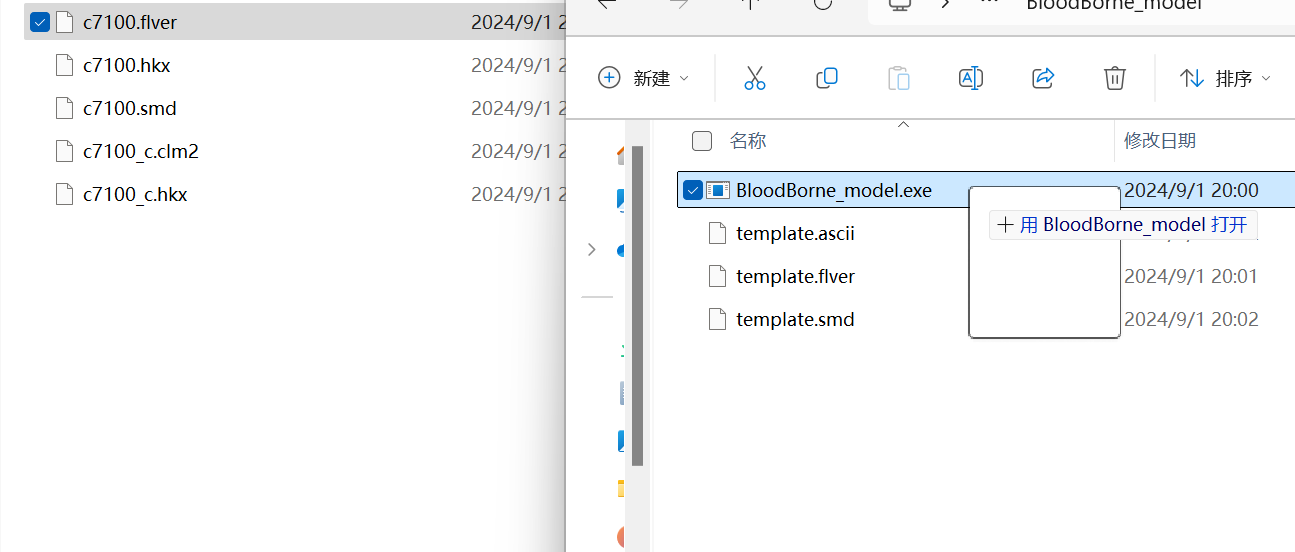 c7100.flver 2024/9/1 2
c7100.hkx 2024/9/1 2
c7100.smd 2024/9/1 2
c7100_c.clm2 2024/9/1 2
c7100_c.hkx 2024/9/1 2
BloodBorne_model
新建
排序
名称 修改日期
BloodBorne_model.exe 2024/9/1 20:00
用 BloodBorne_model 打开
template.ascii
template.flver 2024/9/1 20:01
template.smd 2024/9/1 20:02